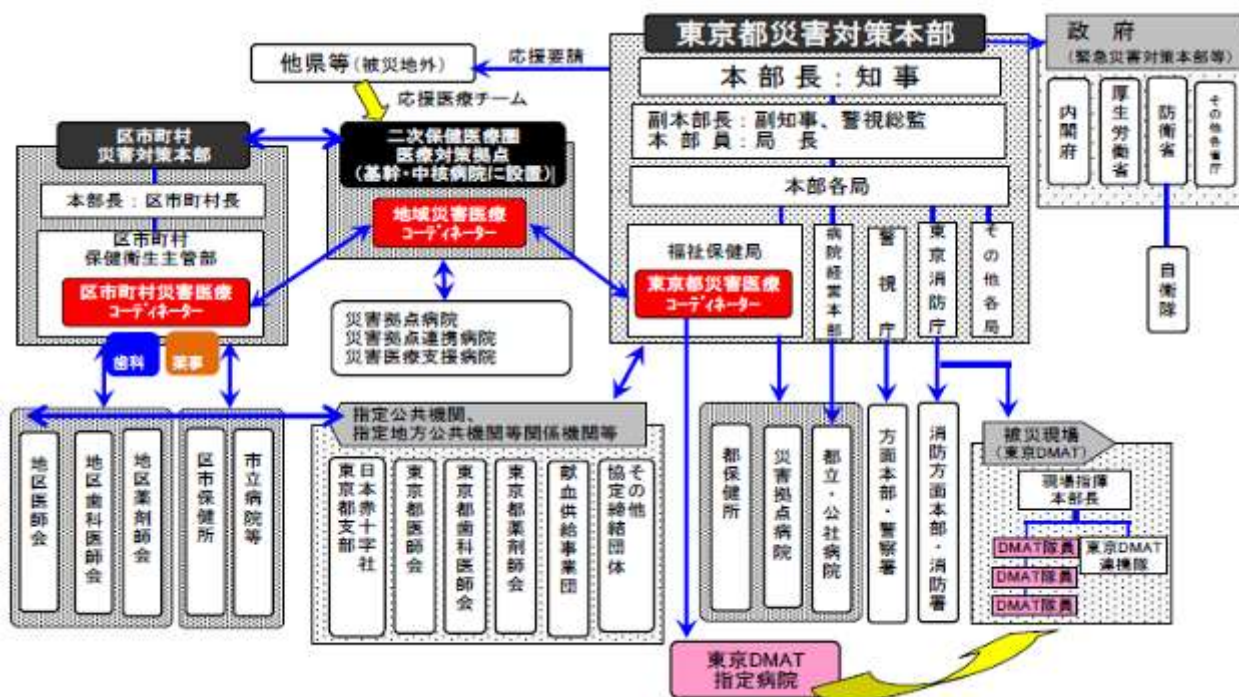 東京都災害対策本部
本部長：知事
副本部長：副知事、警視総監
本部員：局長
本部各局
福祉保健局
東京都災害医療
コーディネーター
病院経営本部
警視庁
東京消防庁
その他各局
政府
(緊急災害対策本部等)
内閣府
厚生労働省
防衛省
その他各省庁
自衛隊
他県等(被災地外)
応援要請
応援医療チーム
区市町村
災害対策本部
本部長：区市町村長
区市町村
保健衛生主管部
区市町村災害医療
コーディネーター
歯科
薬事
二次保健医療圏
医療対策拠点
(基幹・中核病院に設置)
地域災害医療
コーディネーター
災害拠点病院
災害拠点連携病院
災害医療支援病院
地区医師会
地区歯科医師会
地区薬剤師会
区市保健所
市立病院等
指定公共機関、
指定地方公共機関等関係機関等
日本赤十字社
東京都支部
東京都医師会
東京都歯科医師会
東京都薬剤師会
献血供給事業団
その他
協定締結団体
都保健所
災害拠点病院
都立・公社病院
方面本部・警察署
消防方面本部・消防署
被災現場
(東京DMAT)
現場指揮
本部長
DMAT隊員
DMAT隊員
DMAT隊員
東京DMAT
連携隊
東京DMAT
指定病院